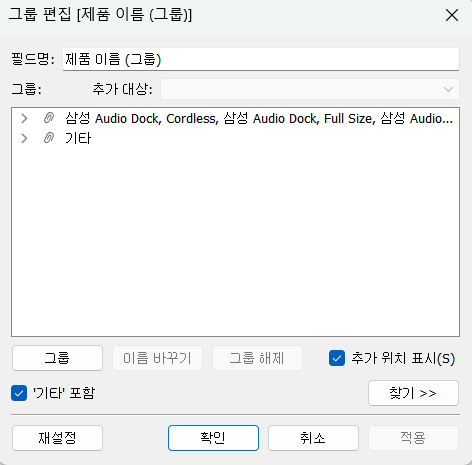 그룹 편집 [제품 이름 (그룹)]
필드명: 제품 이름 (그룹)
그룹: 추가 대상:
삼성 Audio Dock, Cordless, 삼성 Audio Dock, Full Size, 삼성 Audio...
기타
그룹 이름 바꾸기 그룹 해제 추가 위치 표시(S)
'기타' 포함 찾기 >>
재설정 확인 취소 적용